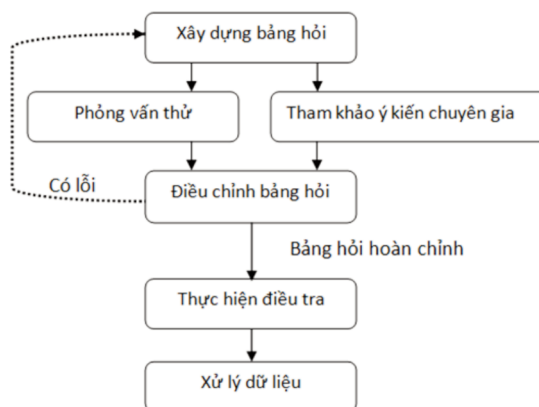 Xây dựng bảng hỏi
Phỏng vấn thử
Tham khảo ý kiến chuyên gia
Có lỗi
Điều chỉnh bảng hỏi
Bảng hỏi hoàn chỉnh
Thực hiện điều tra
Xử lý dữ liệu